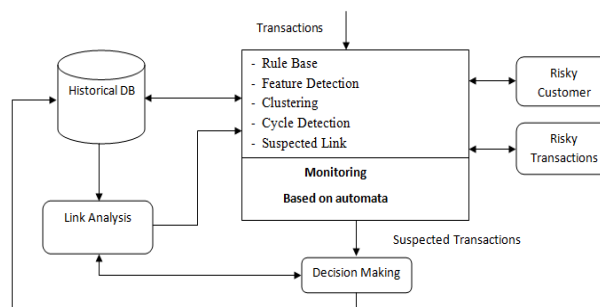 Transactions
Historical DB
- Rule Base
- Feature Detection
- Clustering
- Cycle Detection
- Suspected Link
Risky
Customer
Risky
Transactions
Monitoring
Based on automata
Link Analysis
Suspected Transactions
Decision Making